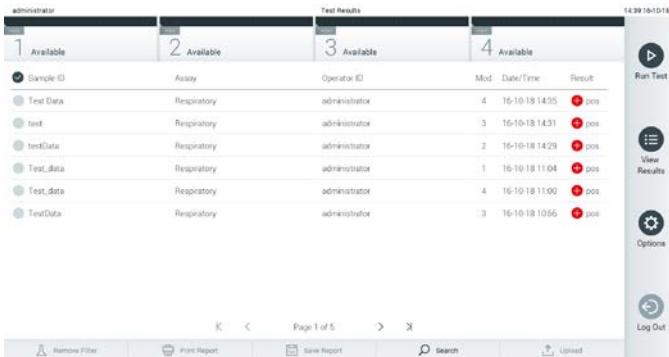 administrator Test Results 14:39 16-10-18
1 Available 2 Available 3 Available 4 Available
Sample ID Assay Operator ID Mod Date/Time Result
Test Data Respiratory administrator 4 16-10-18 14:35 pos
test Respiratory administrator 3 16-10-18 14:31 pos
testData Respiratory administrator 2 16-10-18 14:29 pos
Test_data Respiratory administrator 1 16-10-18 11:04 pos
Test_data Respiratory administrator 4 16-10-18 11:00 pos
TestData Respiratory administrator 3 16-10-18 10:56 pos
Page 1 of 5
Remove Filter Print Report Save Report Search Upload
Run Test
View
Results
Options
Log Out